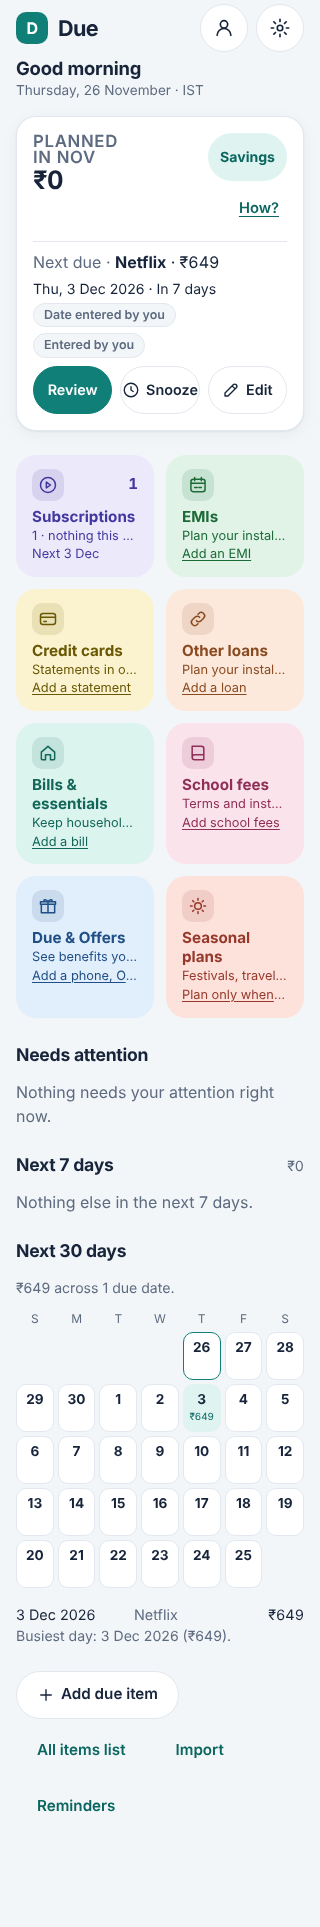 D Due
Good morning
Thursday, 26 November · IST
PLANNED
IN NOV
₹0
Savings
How?
Next due · Netflix · ₹649
Thu, 3 Dec 2026 · In 7 days
Date entered by you
Entered by you
Review Snooze Edit
1
Subscriptions
1 · nothing this ...
Next 3 Dec
EMIs
Plan your instal...
Add an EMI
Credit cards
Statements in o...
Add a statement
Other loans
Plan your instal...
Add a loan
Bills &
essentials
Keep househol...
Add a bill
School fees
Terms and inst...
Add school fees
Due & Offers
See benefits yo...
Add a phone, O...
Seasonal
plans
Festivals, travel...
Plan only when...
Needs attention
Nothing needs your attention right
now.
Next 7 days ₹0
Nothing else in the next 7 days.
Next 30 days
₹649 across 1 due date.
S M T W T F S
26 27 28
29 30 1 2 3 4 5
₹649
6 7 8 9 10 11 12
13 14 15 16 17 18 19
20 21 22 23 24 25
3 Dec 2026 Netflix ₹649
Busiest day: 3 Dec 2026 (₹649).
+ Add due item
All items list Import
Reminders